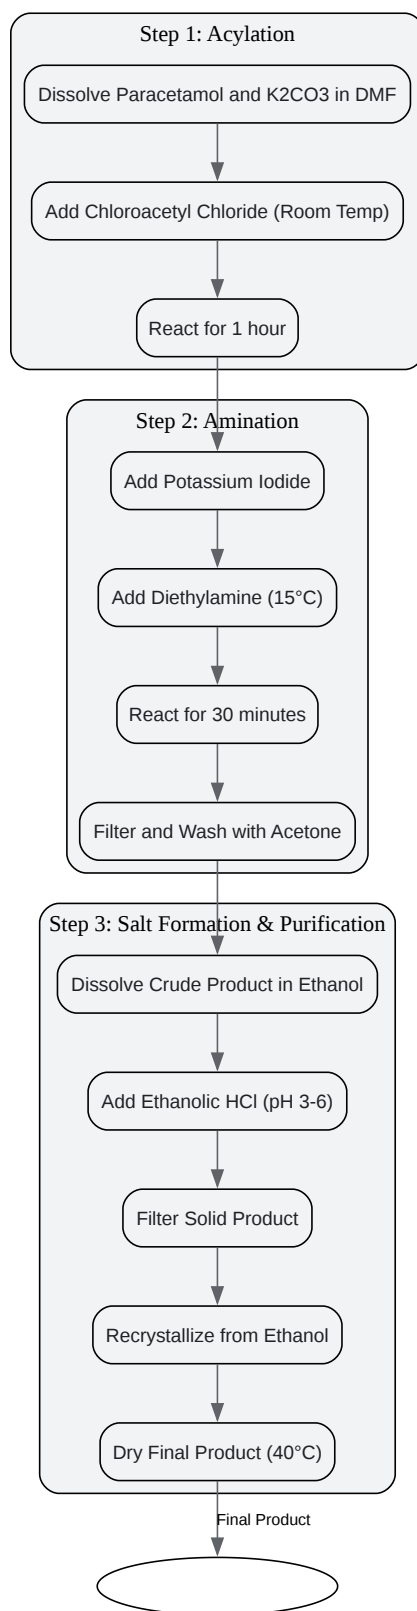 Step 1: Acylation
Dissolve Paracetamol and K2CO3 in DMF
Add Chloroacetyl Chloride (Room Temp)
React for 1 hour
Step 2: Amination
Add Potassium Iodide
Add Diethylamine (15°C)
React for 30 minutes
Filter and Wash with Acetone
Step 3: Salt Formation & Purification
Dissolve Crude Product in Ethanol
Add Ethanolic HCl (pH 3-6)
Filter Solid Product
Recrystallize from Ethanol
Dry Final Product (40°C)
Final Product